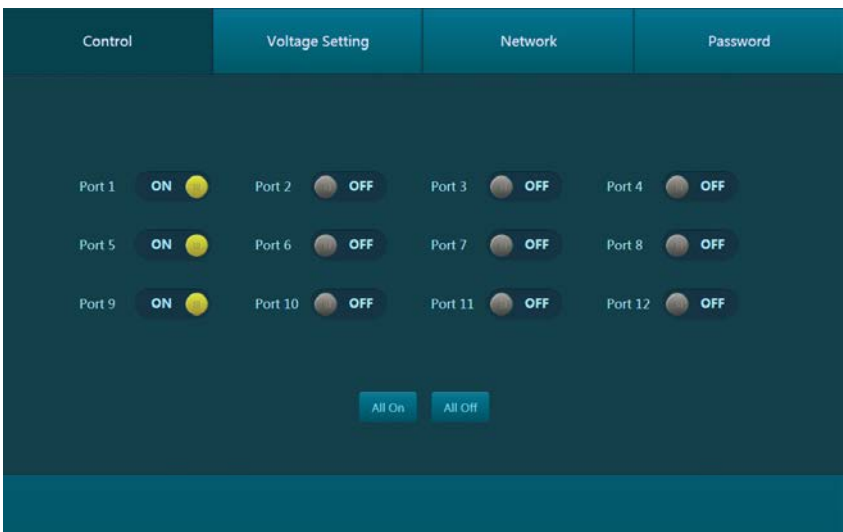 Control Voltage Setting Network Password
Port 1 ON Port 2 OFF Port 3 OFF Port 4 OFF
Port 5 ON Port 6 OFF Port 7 OFF Port 8 OFF
Port 9 ON Port 10 OFF Port 11 OFF Port 12 OFF
All On All Off